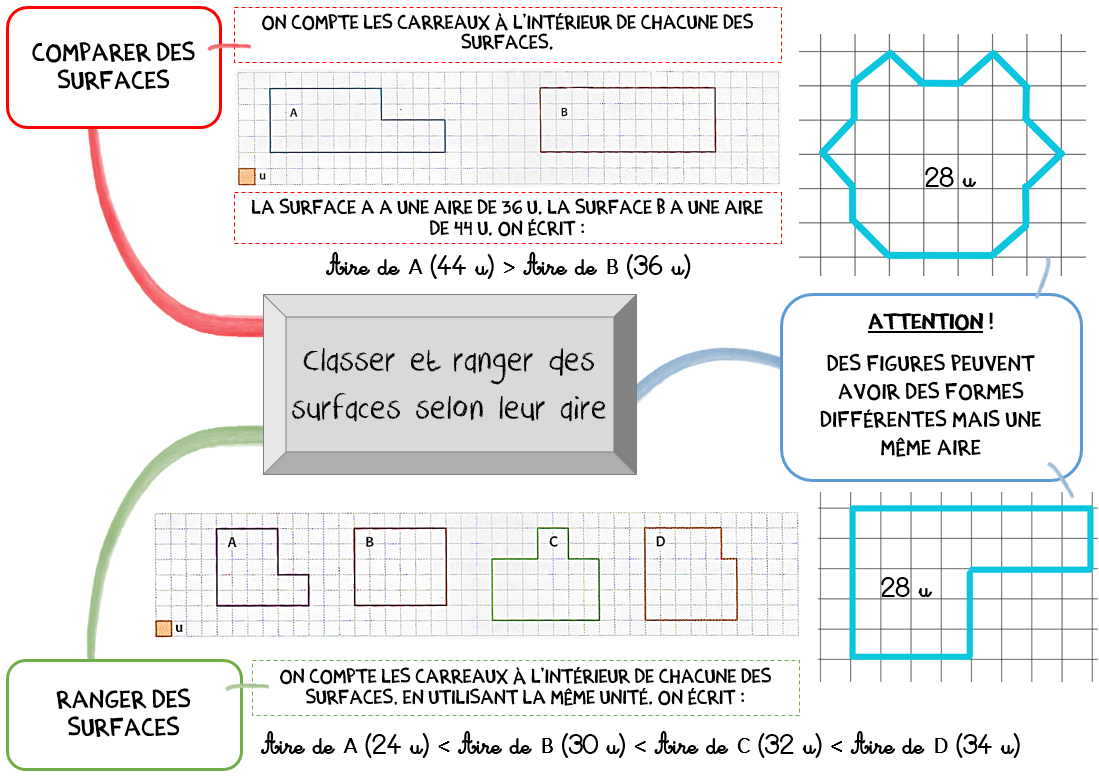 COMPARER DES
SURFACES
ON COMPTE LES CARREAUX À L'INTÉRIEUR DE CHACUNE DES
SURFACES.
A
B
u
LA SURFACE A A UNE AIRE DE 36 U. LA SURFACE B A UNE AIRE
DE 44 U. ON ÉCRIT :
Aire de A (44 u) > Aire de B (36 u)
28 u
Classer et ranger des
surfaces selon leur aire
ATTENTION !
DES FIGURES PEUVENT
AVOIR DES FORMES
DIFFÉRENTES MAIS UNE
MÊME AIRE
28 u
A
B
C
D
u
RANGER DES
SURFACES
ON COMPTE LES CARREAUX À L'INTÉRIEUR DE CHACUNE DES
SURFACES. EN UTILISANT LA MÊME UNITÉ. ON ÉCRIT :
Aire de A (24 u) < Aire de B (30 u) < Aire de C (32 u) < Aire de D (34 u)